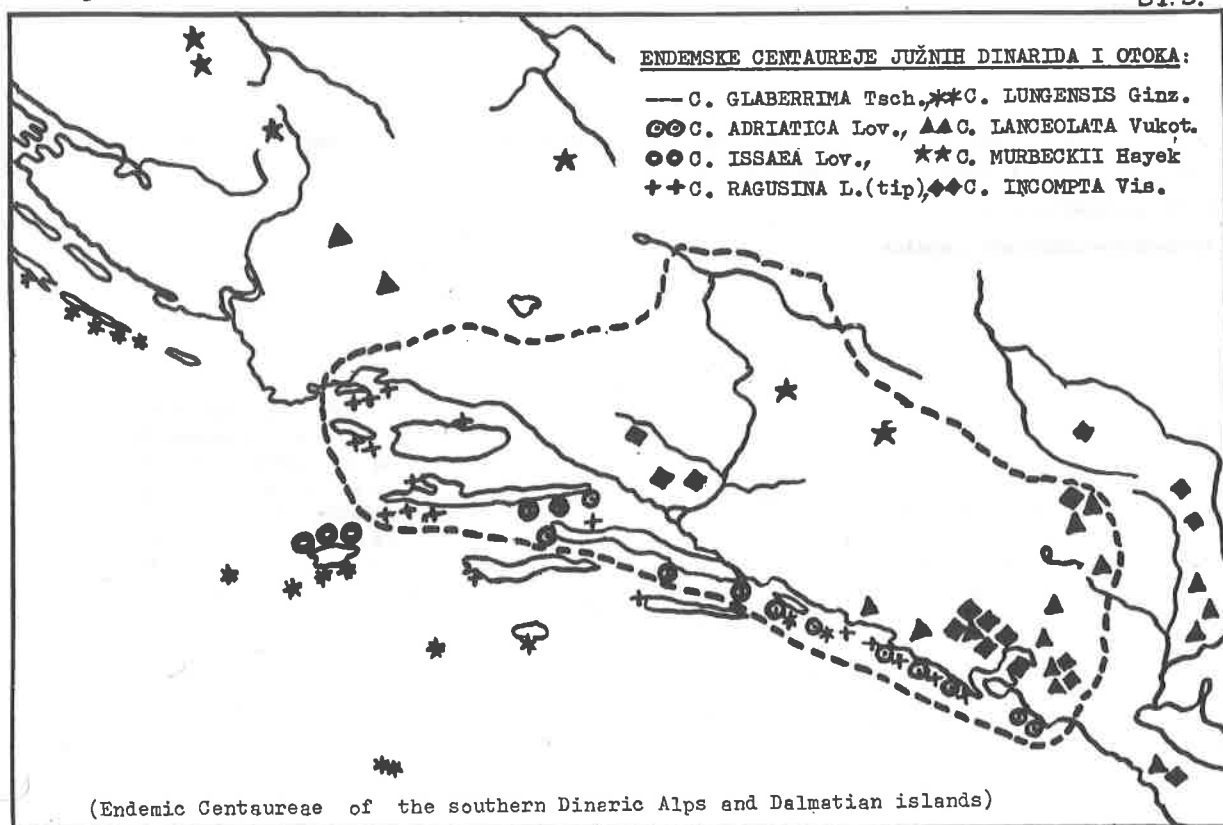 ENDEMSKE CENTAUREJE JUŽNIH DINARIDA I OTOKA:
C. GLABERRIMA Tsch., C. LUNGENSIS Ginz.
C. ADRIATICA Lov., C. LANCEOLATA Vukot.
C. ISSAEA Lov., C. MURBECKII Hayek
C. RAGUSINA L.(tip), C. INCOMPTA Vis.
(Endemic Centaureae of the southern Dineric Alps and Dalmatian islands)